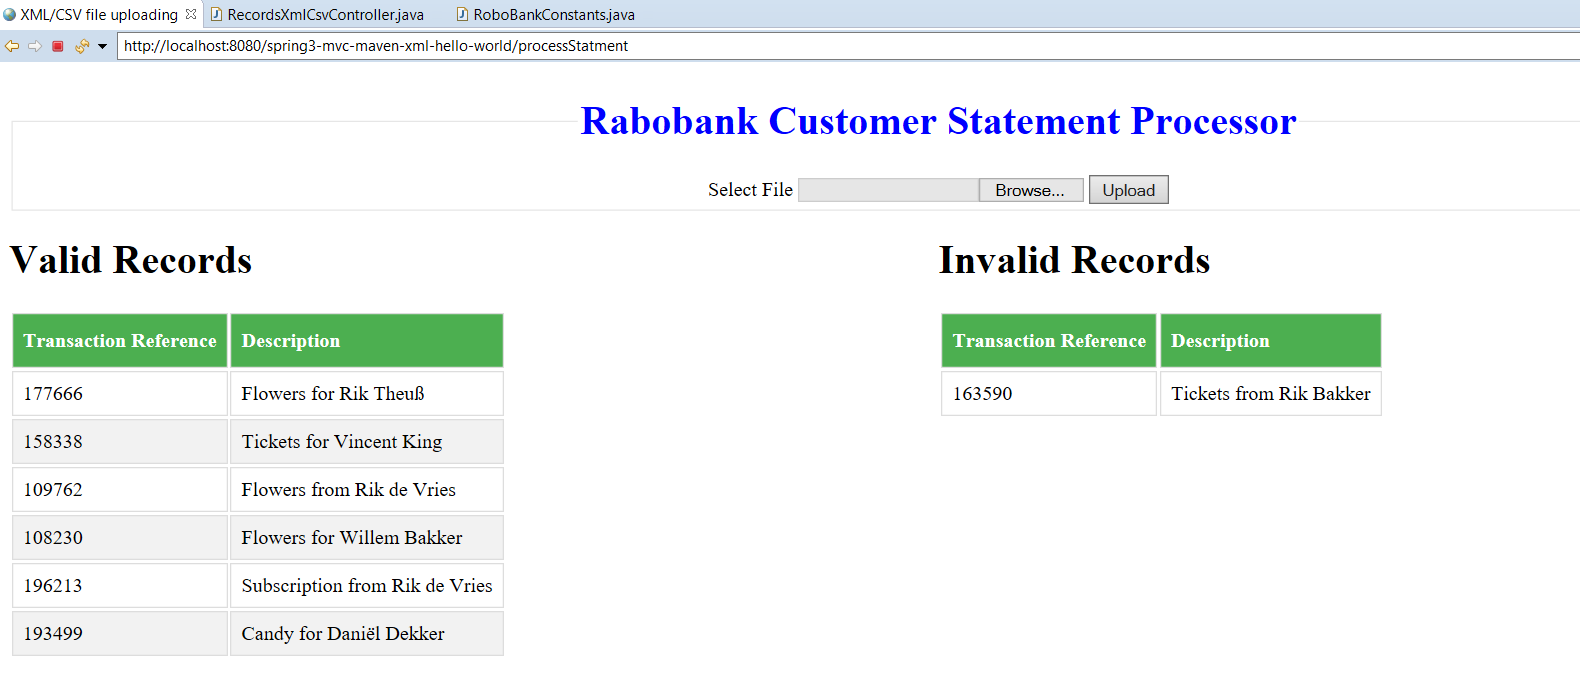 XML/CSV file uploading RecordsXmlCsvController.java RoboBankConstants.java
http://localhost:8080/spring3-mvc-maven-xml-hello-world/processStatment
Rabobank Customer Statement Processor
Select File Browse... Upload
Valid Records
Transaction Reference Description
177666 Flowers for Rik Theuß
158338 Tickets for Vincent King
109762 Flowers from Rik de Vries
108230 Flowers for Willem Bakker
196213 Subscription from Rik de Vries
193499 Candy for Daniël Dekker
Invalid Records
Transaction Reference Description
163590 Tickets from Rik Bakker